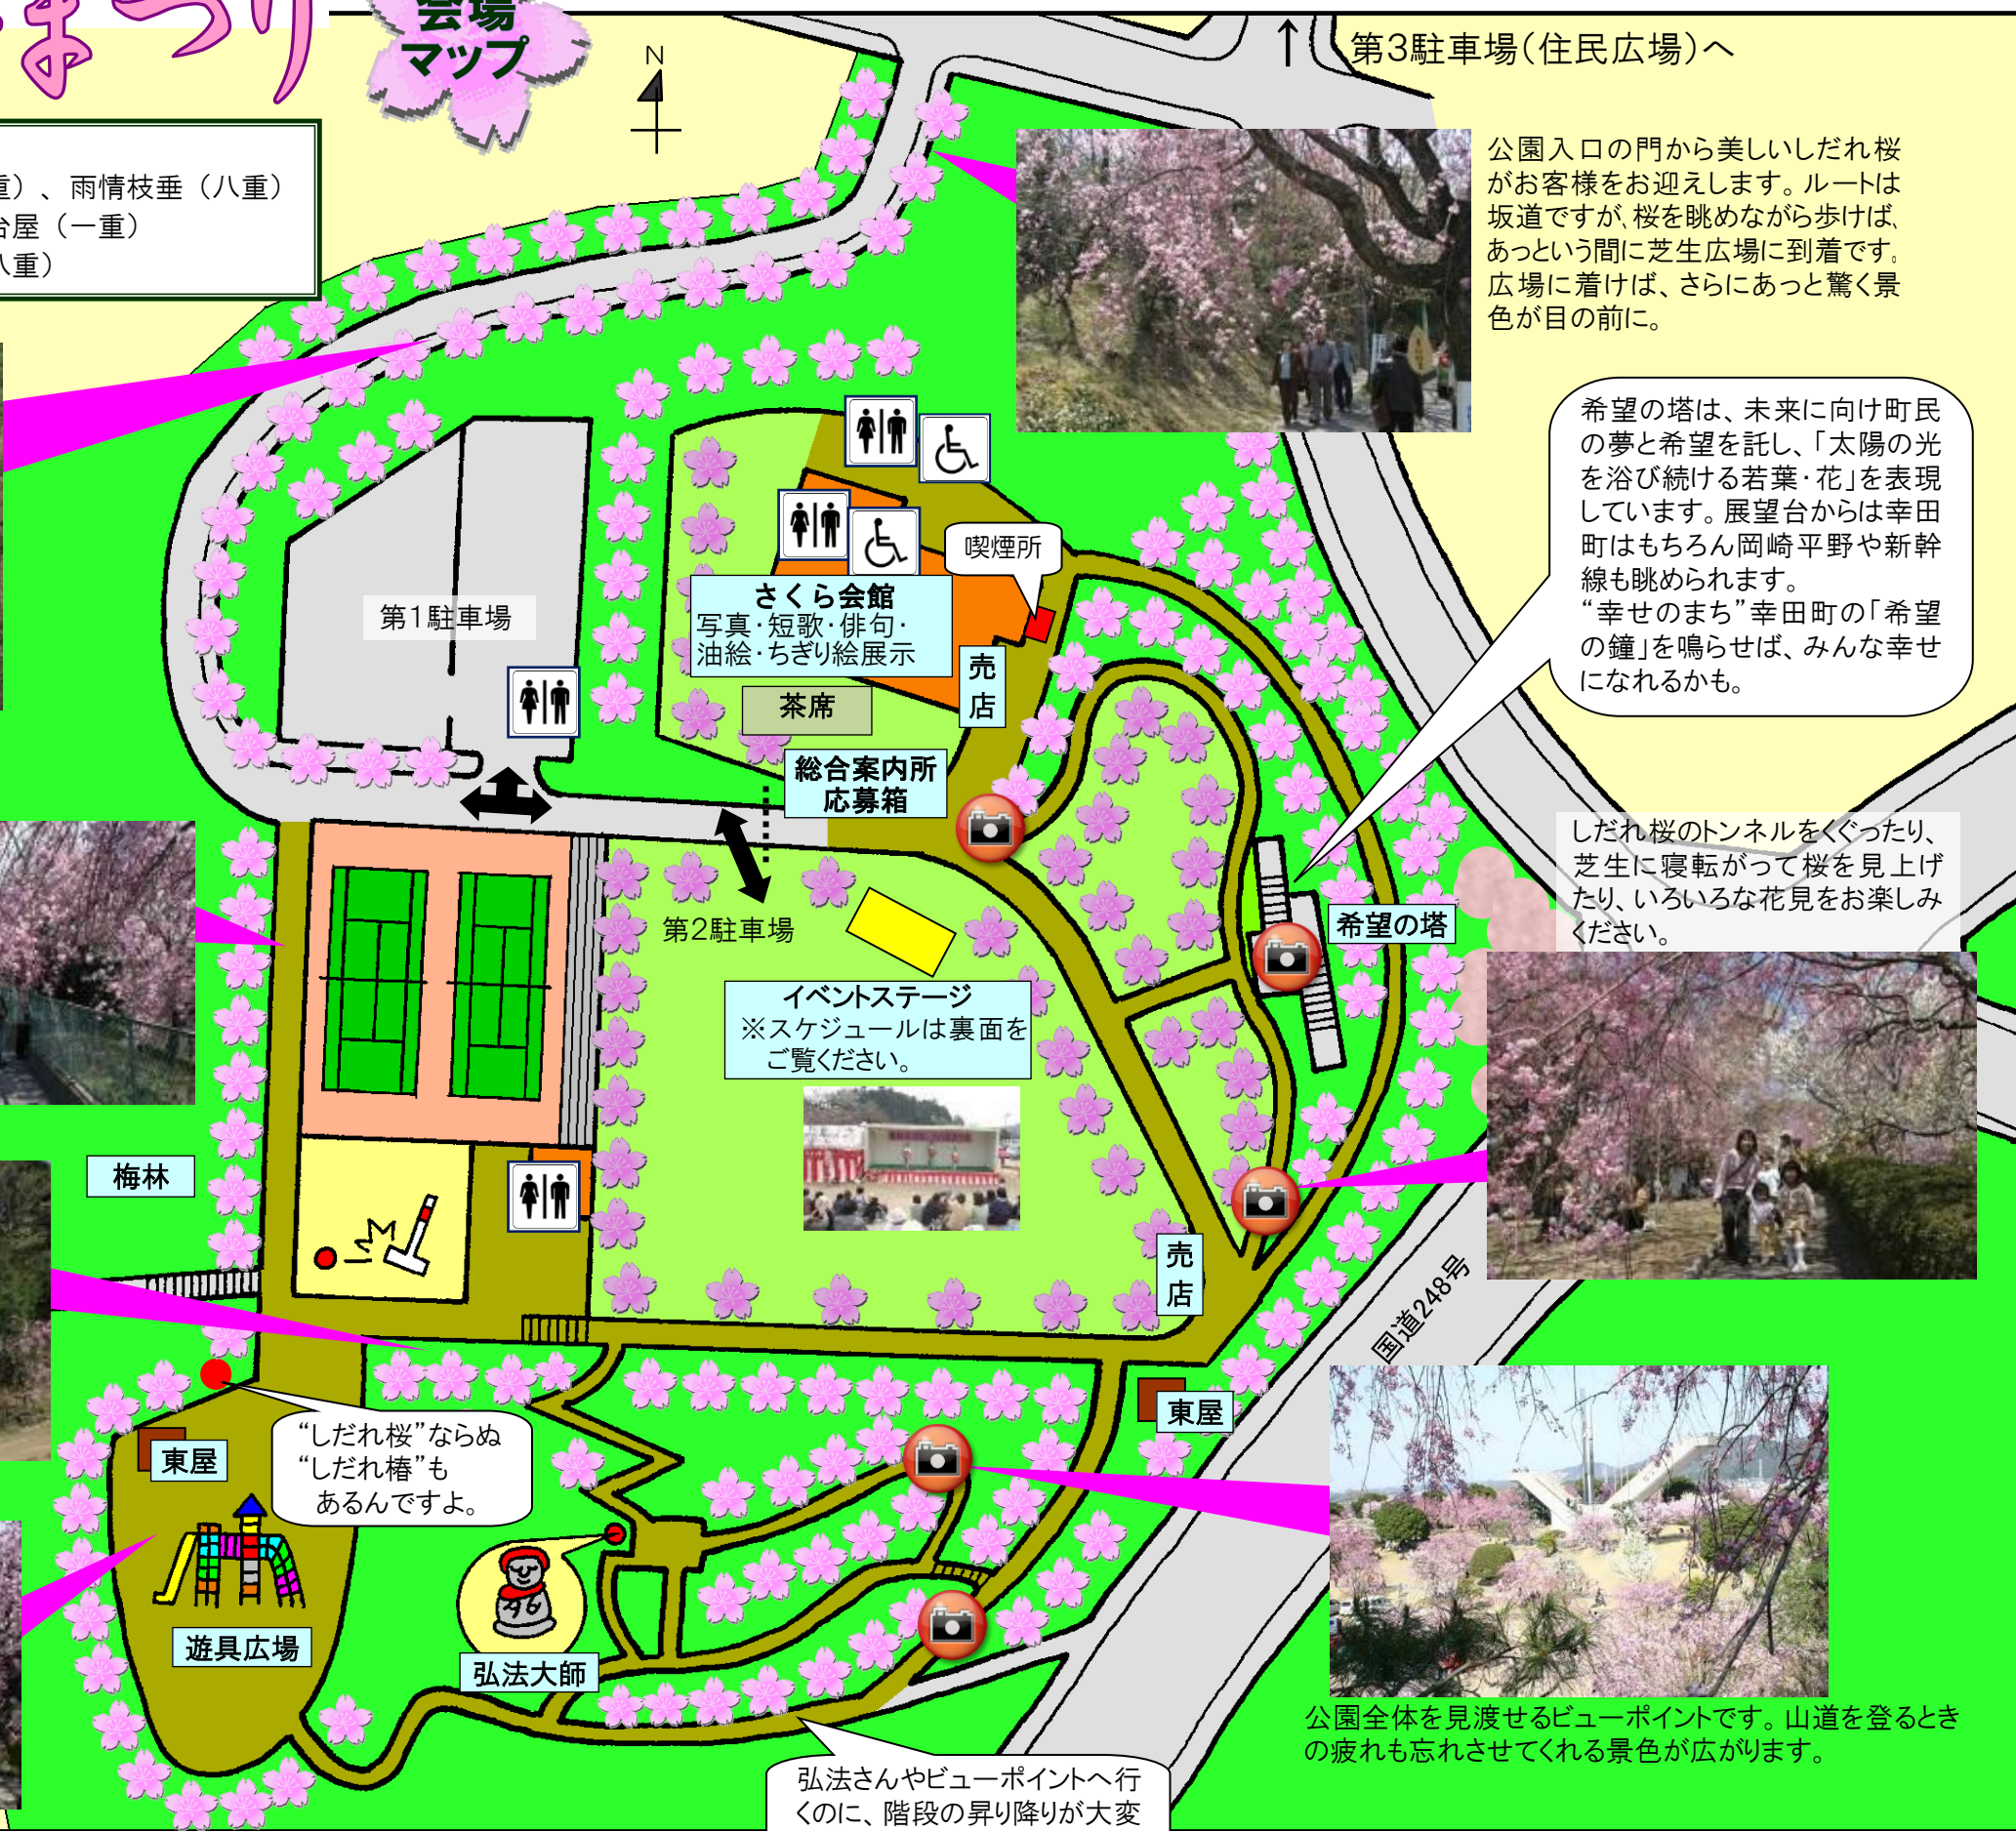 まつり
会場
マップ
N
↑
第3駐車場(住民広場)へ
重）、雨情枝垂（八重）
台屋（一重）
八重）
公園入口の門から美しいしだれ桜
がお客様をお迎えします。ルートは
坂道ですが、桜を眺めながら歩けば、
あっという間に芝生広場に到着です。
広場に着けば、さらにあっと驚く景
色が目の前に。
希望の塔は、未来に向け町民
の夢と希望を託し、「太陽の光
を浴び続ける若葉・花」を表現
しています。展望台からは幸田
町はもちろん岡崎平野や新幹
線も眺められます。
“幸せのまち”幸田町の「希望
の鐘」を鳴らせば、みんな幸せ
になれるかも。
喫煙所
さくら会館
写真・短歌・俳句・
油絵・ちぎり絵展示
第1駐車場
売店
茶席
総合案内所
応募箱
しだれ桜のトンネルをくぐったり、
芝生に寝転がって桜を見上げ
たり、いろいろな花見をお楽しみ
ください。
第2駐車場
希望の塔
イベントステージ
※スケジュールは裏面を
ご覧ください。
梅林
売店
国道248号
東屋
“しだれ桜”ならぬ
“しだれ椿”も
あるんですよ。
東屋
遊具広場
弘法大師
公園全体を見渡せるビューポイントです。山道を登るとき
の疲れも忘れさせてくれる景色が広がります。
弘法さんやビューポイントへ行
くのに、階段の昇り降りが大変